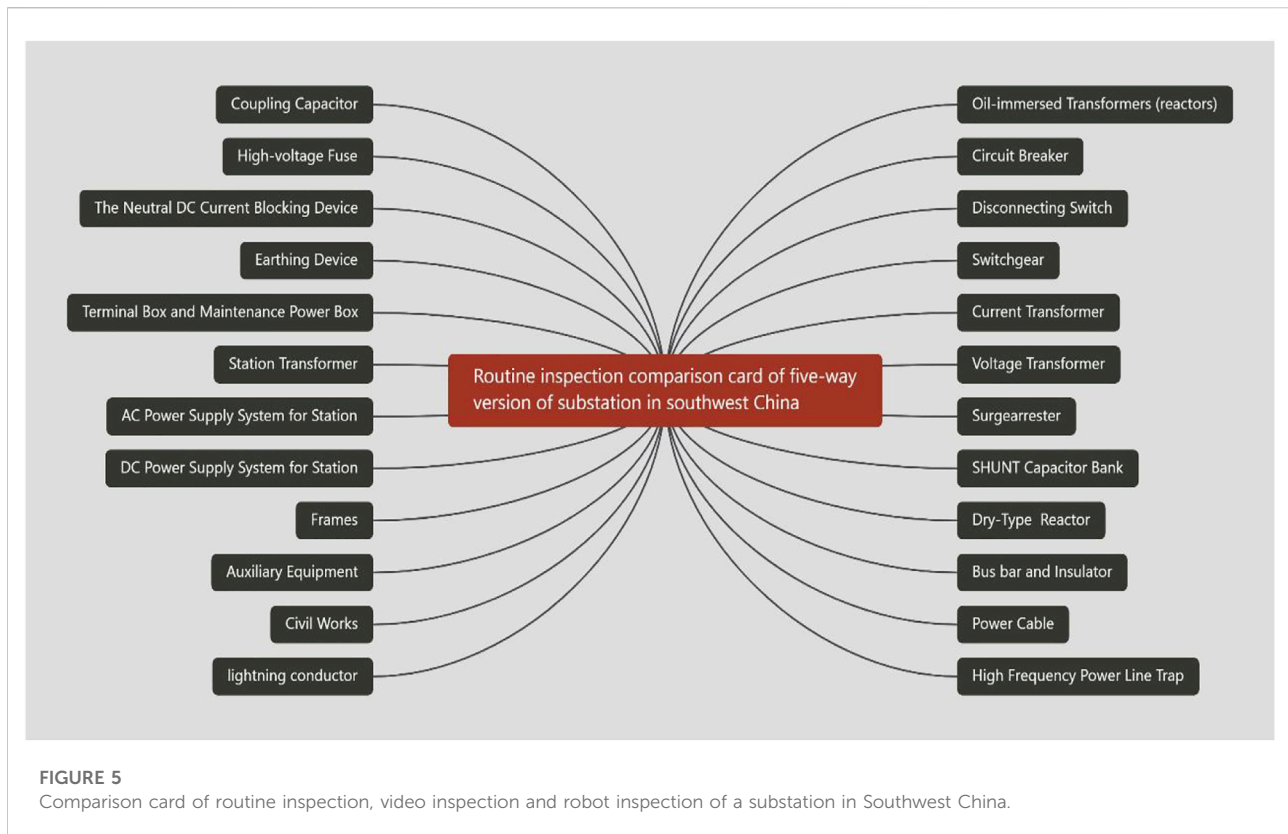 Coupling Capacitor
High-voltage Fuse
The Neutral DC Current Blocking Device
Earthing Device
Terminal Box and Maintenance Power Box
Station Transformer
AC Power Supply System for Station
DC Power Supply System for Station
Frames
Auxiliary Equipment
Civil Works
lightning conductor
Routine inspection comparison card of five-way
version of substation in southwest China
Oil-immersed Transformers (reactors)
Circuit Breaker
Disconnecting Switch
Switchgear
Current Transformer
Voltage Transformer
Surgearrester
SHUNT Capacitor Bank
Dry-Type Reactor
Bus bar and Insulator
Power Cable
High Frequency Power Line Trap
FIGURE 5
Comparison card of routine inspection, video inspection and robot inspection of a substation in Southwest China.